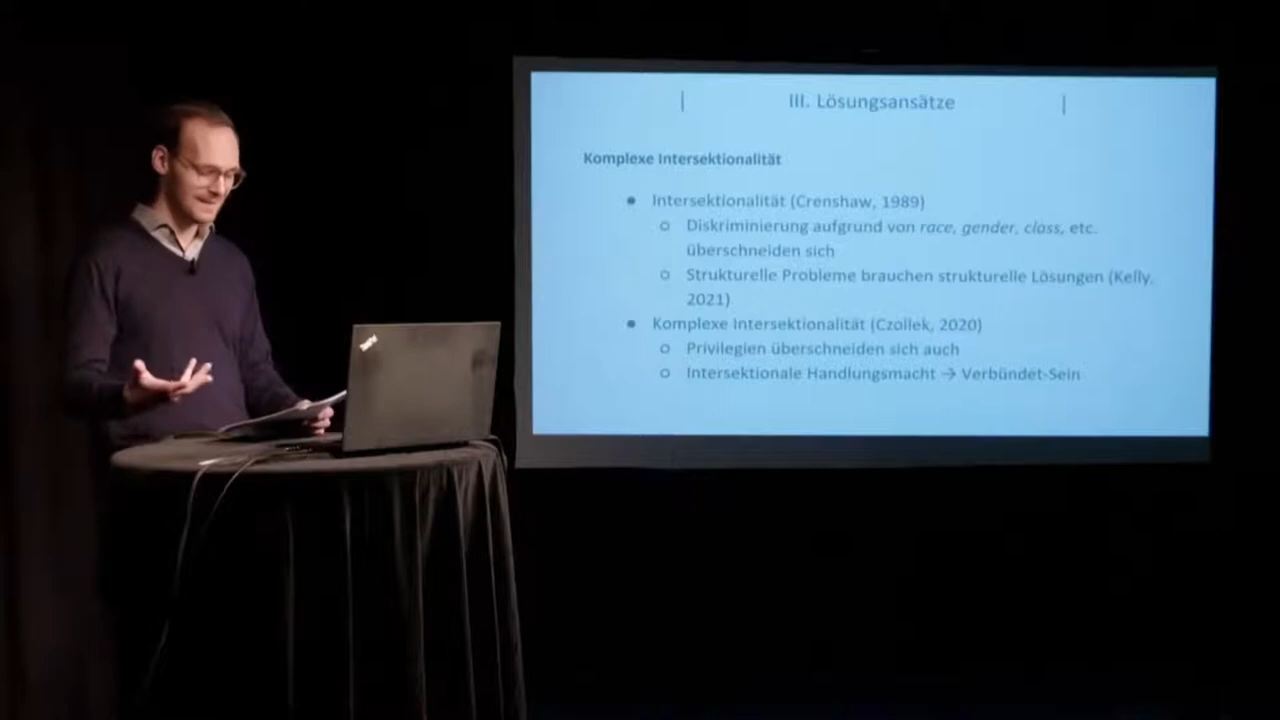 | III. Lösungsansätze |
Komplexe Intersektionalität
● Intersektionalität (Crenshaw, 1989)
○ Diskriminierung aufgrund von race, gender, class, etc.
überschneiden sich
○ Strukturelle Probleme brauchen strukturelle Lösungen (Kelly,
2021)
● Komplexe Intersektionalität (Czollek, 2020)
○ Privilegien überschneiden sich auch
○ Intersektionale Handlungsmacht → Verbündet-Sein
ThinkPad